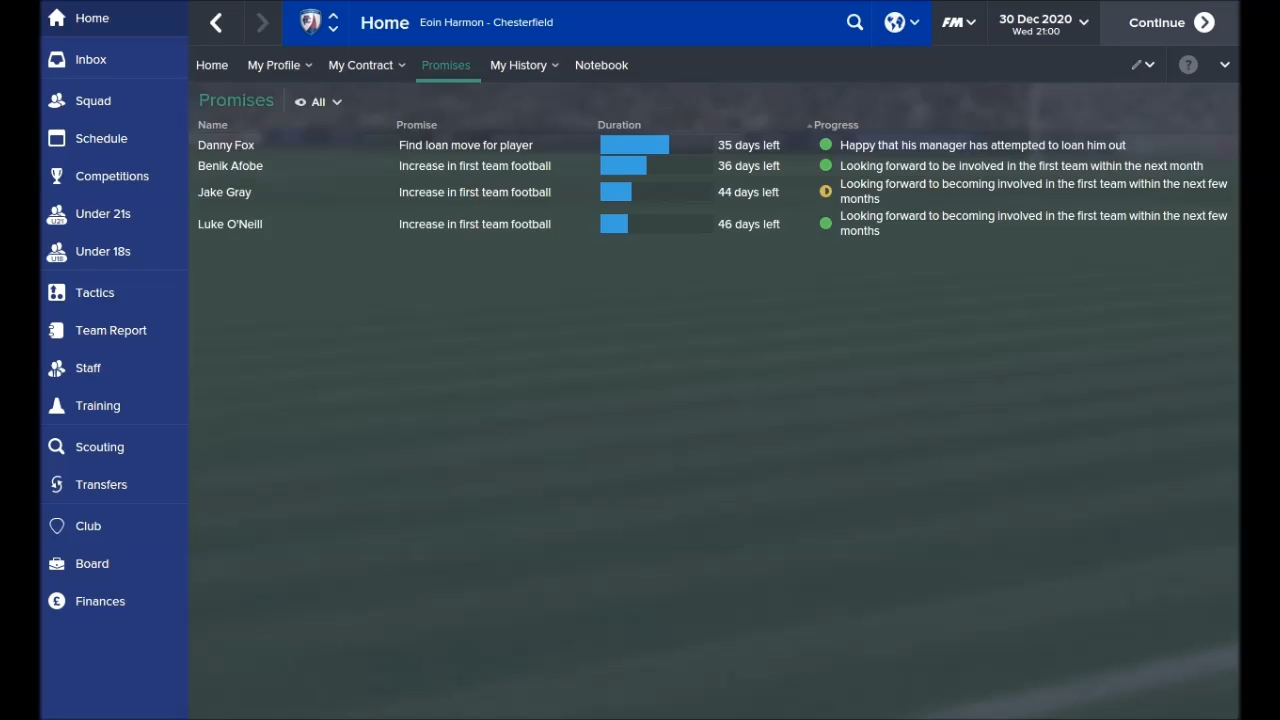 Home
Home
Eoin Harmon - Chesterfield
FM
30 Dec 2020
Wed 21:00
Continue
Inbox
Squad
Schedule
Competitions
U21
Under 21s
U18
Under 18s
Tactics
Team Report
Staff
Training
Scouting
Transfers
Club
Board
£
Finances
Home
My Profile
My Contract
Promises
My History
Notebook
?
Promises
All
Name
Promise
Duration
Progress
Danny Fox
Find loan move for player
35 days left
Happy that his manager has attempted to loan him out
Benik Afobe
Increase in first team football
36 days left
Looking forward to be involved in the first team within the next month
Jake Gray
Increase in first team football
44 days left
Looking forward to becoming involved in the first team within the next few
months
Luke O'Neill
Increase in first team football
46 days left
Looking forward to becoming involved in the first team within the next few
months